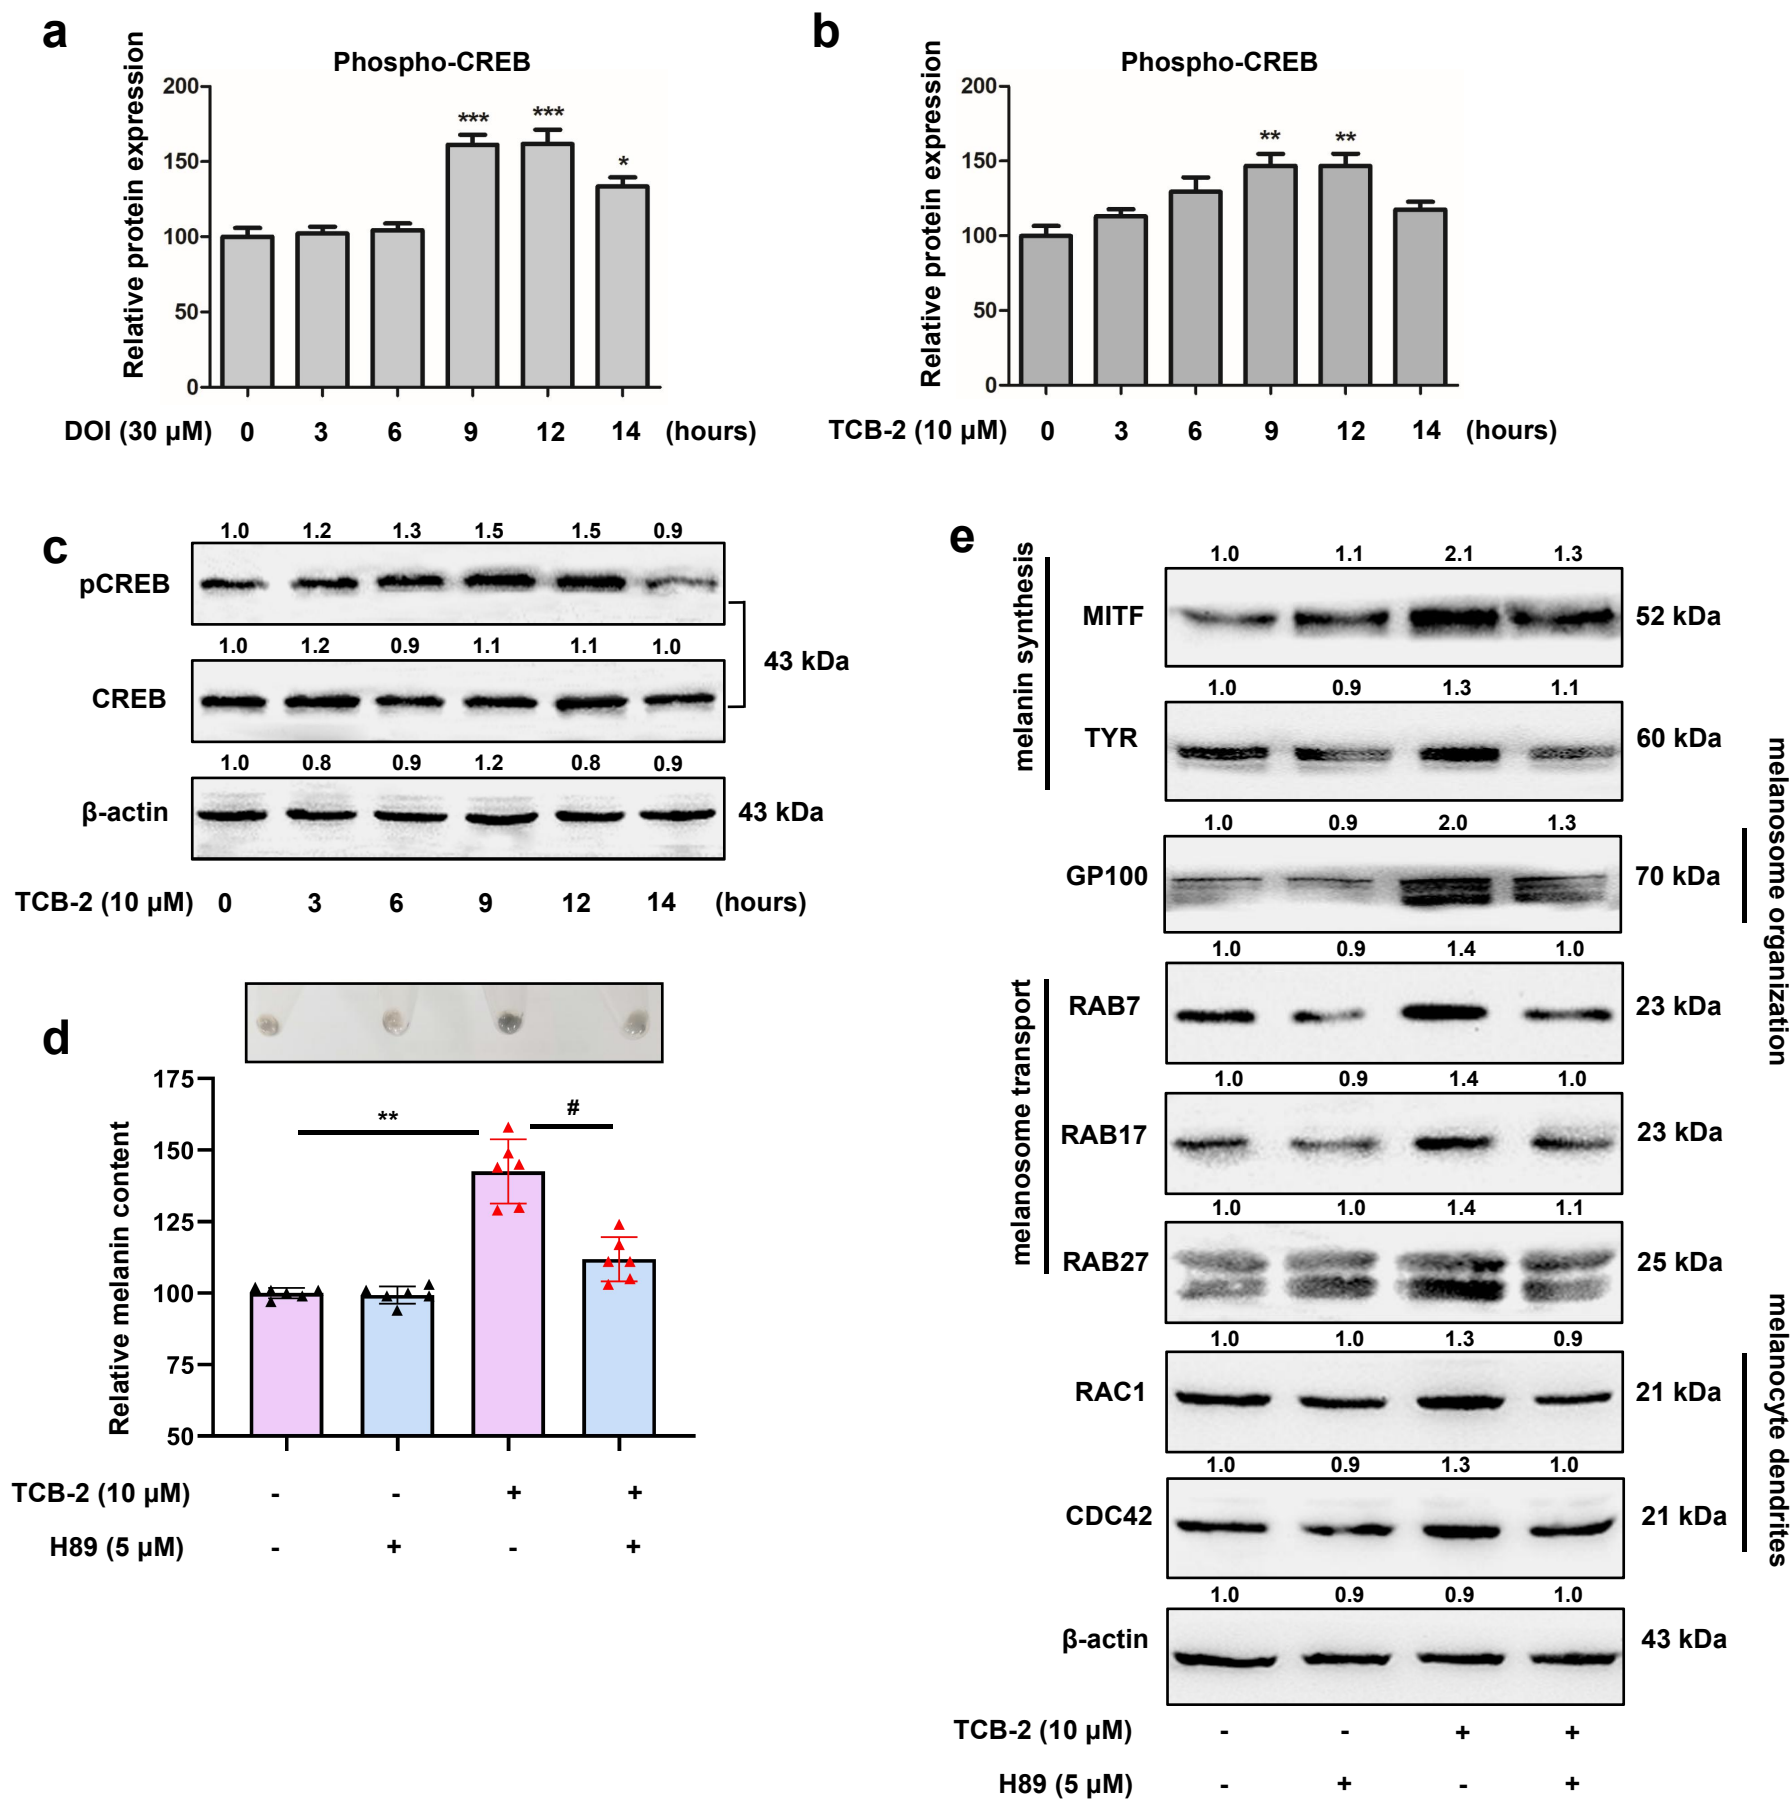 a
Phospho-CREB
Relative protein expression
200
150
100
50
0
***
***
*
DOI (30 μM) 0 3 6 9 12 14 (hours)
b
Phospho-CREB
Relative protein expression
200
150
100
50
0
**
**
TCB-2 (10 μM) 0 3 6 9 12 14 (hours)
c
1.0 1.2 1.3 1.5 1.5 0.9
pCREB
1.0 1.2 0.9 1.1 1.1 1.0
43 kDa
CREB
1.0 0.8 0.9 1.2 0.8 0.9
β-actin 43 kDa
TCB-2 (10 μM) 0 3 6 9 12 14 (hours)
d
Relative melanin content
175
150
125
100
75
50
**
#
TCB-2 (10 μM) - - + +
H89 (5 μM) - + - +
e
melanin synthesis
1.0 1.1 2.1 1.3
MITF 52 kDa
1.0 0.9 1.3 1.1
TYR 60 kDa
melanosome organization
1.0 0.9 2.0 1.3
GP100 70 kDa
melanosome transport
1.0 0.9 1.4 1.0
RAB7 23 kDa
1.0 0.9 1.4 1.0
RAB17 23 kDa
1.0 1.0 1.4 1.1
RAB27 25 kDa
melanocyte dendrites
1.0 1.0 1.3 0.9
RAC1 21 kDa
1.0 0.9 1.3 1.0
CDC42 21 kDa
1.0 0.9 0.9 1.0
β-actin 43 kDa
TCB-2 (10 μM) - - + +
H89 (5 μM) - + - +